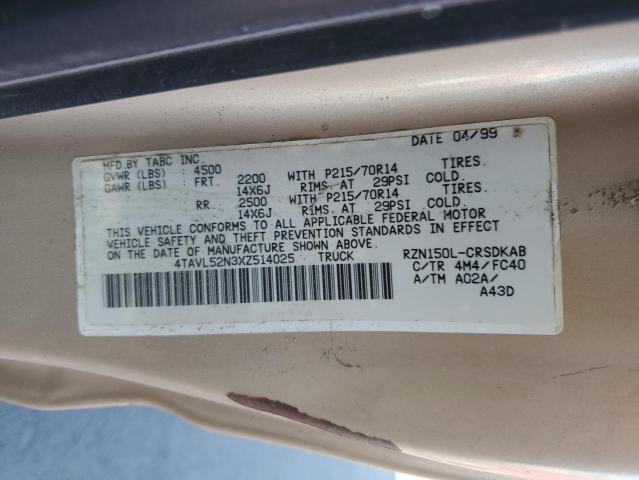 DATE 04/99
MFD.BY TABC INC.
GVWR (LBS) : 4500
GAWR (LBS) : FRT. 2200 WITH P215/70R14 TIRES.
14X6J RIMS. AT 29PSI COLD.
RR. 2500 WITH P215/70R14 TIRES.
14X6J RIMS. AT 29PSI COLD.
THIS VEHICLE CONFORMS TO ALL APPLICABLE FEDERAL MOTOR
VEHICLE SAFETY AND THEFT PREVENTION STANDARDS IN EFFECT
ON THE DATE OF MANUFACTURE SHOWN ABOVE.
4TAVL52N3XZ514025 TRUCK RZN150L-CRSDKAB
C/TR 4M4/FC40
A/TM A02A/
A43D